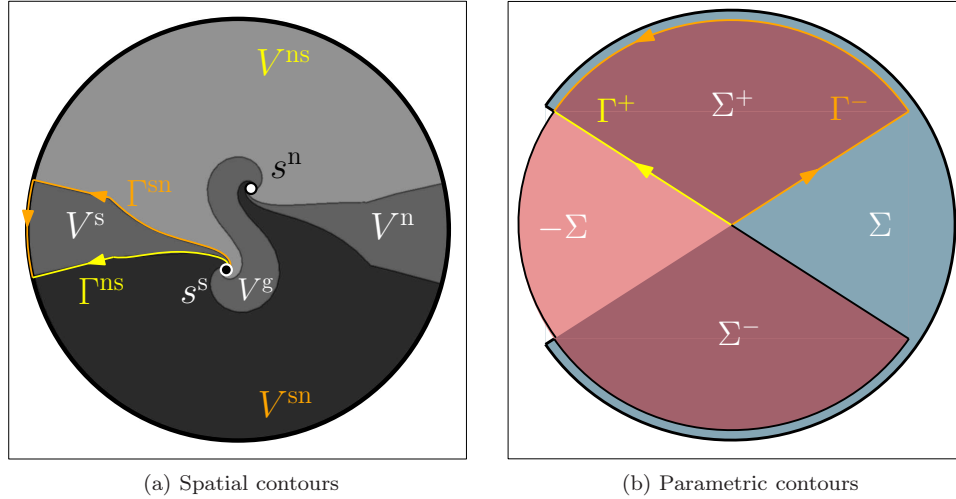 V^ns
s^n
Γ^sn
V^s
V^n
Γ^ns
s^s
V^g
V^sn
(a) Spatial contours
Σ^+
Γ^+
Γ^−
−Σ
Σ
Σ^−
(b) Parametric contours